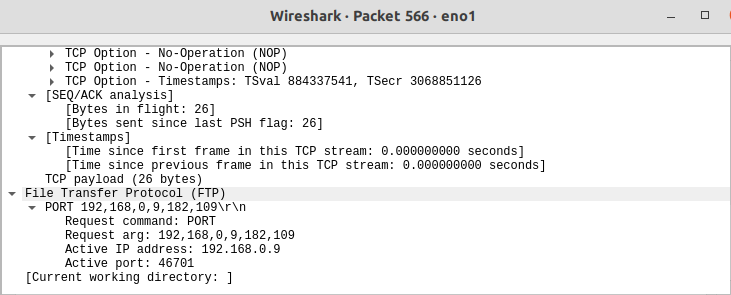 Wireshark · Packet 566 · eno1
TCP Option - No-Operation (NOP)
TCP Option - No-Operation (NOP)
TCP Option - Timestamps: TSval 884337541, TSecr 3068851126
[SEQ/ACK analysis]
[Bytes in flight: 26]
[Bytes sent since last PSH flag: 26]
[Timestamps]
[Time since first frame in this TCP stream: 0.000000000 seconds]
[Time since previous frame in this TCP stream: 0.000000000 seconds]
TCP payload (26 bytes)
File Transfer Protocol (FTP)
PORT 192,168,0,9,182,109\r\n
Request command: PORT
Request arg: 192,168,0,9,182,109
Active IP address: 192.168.0.9
Active port: 46701
[Current working directory: ]